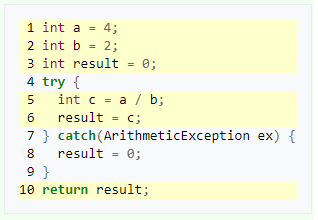 1 int a = 4;
2 int b = 2;
3 int result = 0;
4 try {
5   int c = a / b;
6   result = c;
7 } catch(ArithmeticException ex) {
8   result = 0;
9 }
10 return result;